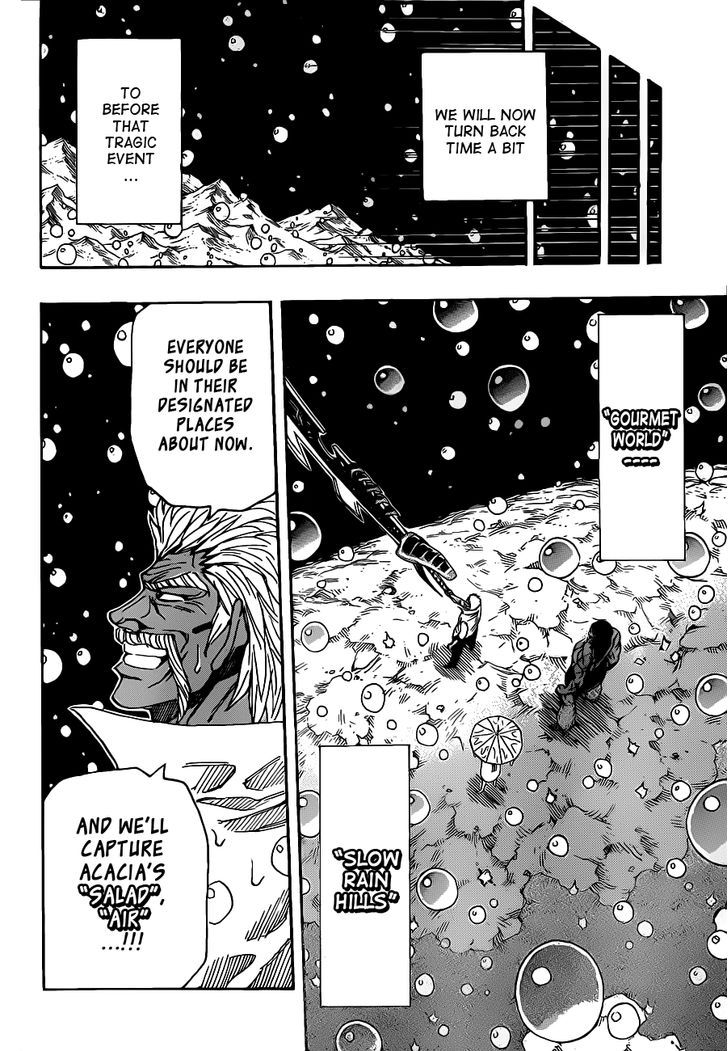 WE WILL NOW
TURN BACK
TIME A BIT
TO
BEFORE
THAT
TRAGIC
EVENT
...
"GOURMET
WORLD"
----
"SLOW
RAIN
HILLS"
EVERYONE
SHOULD BE
IN THEIR
DESIGNATED
PLACES
ABOUT NOW.
AND WE'LL
CAPTURE
ACACIA'S
"SALAD",
"AIR"
...!!!